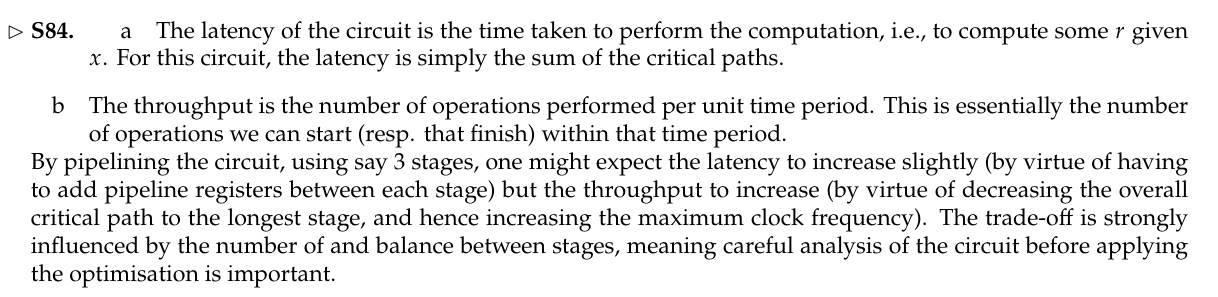 ▷ S84. a The latency of the circuit is the time taken to perform the computation, i.e., to compute some r given
x. For this circuit, the latency is simply the sum of the critical paths.
b The throughput is the number of operations performed per unit time period. This is essentially the number
of operations we can start (resp. that finish) within that time period.
By pipelining the circuit, using say 3 stages, one might expect the latency to increase slightly (by virtue of having
to add pipeline registers between each stage) but the throughput to increase (by virtue of decreasing the overall
critical path to the longest stage, and hence increasing the maximum clock frequency). The trade-off is strongly
influenced by the number of and balance between stages, meaning careful analysis of the circuit before applying
the optimisation is important.